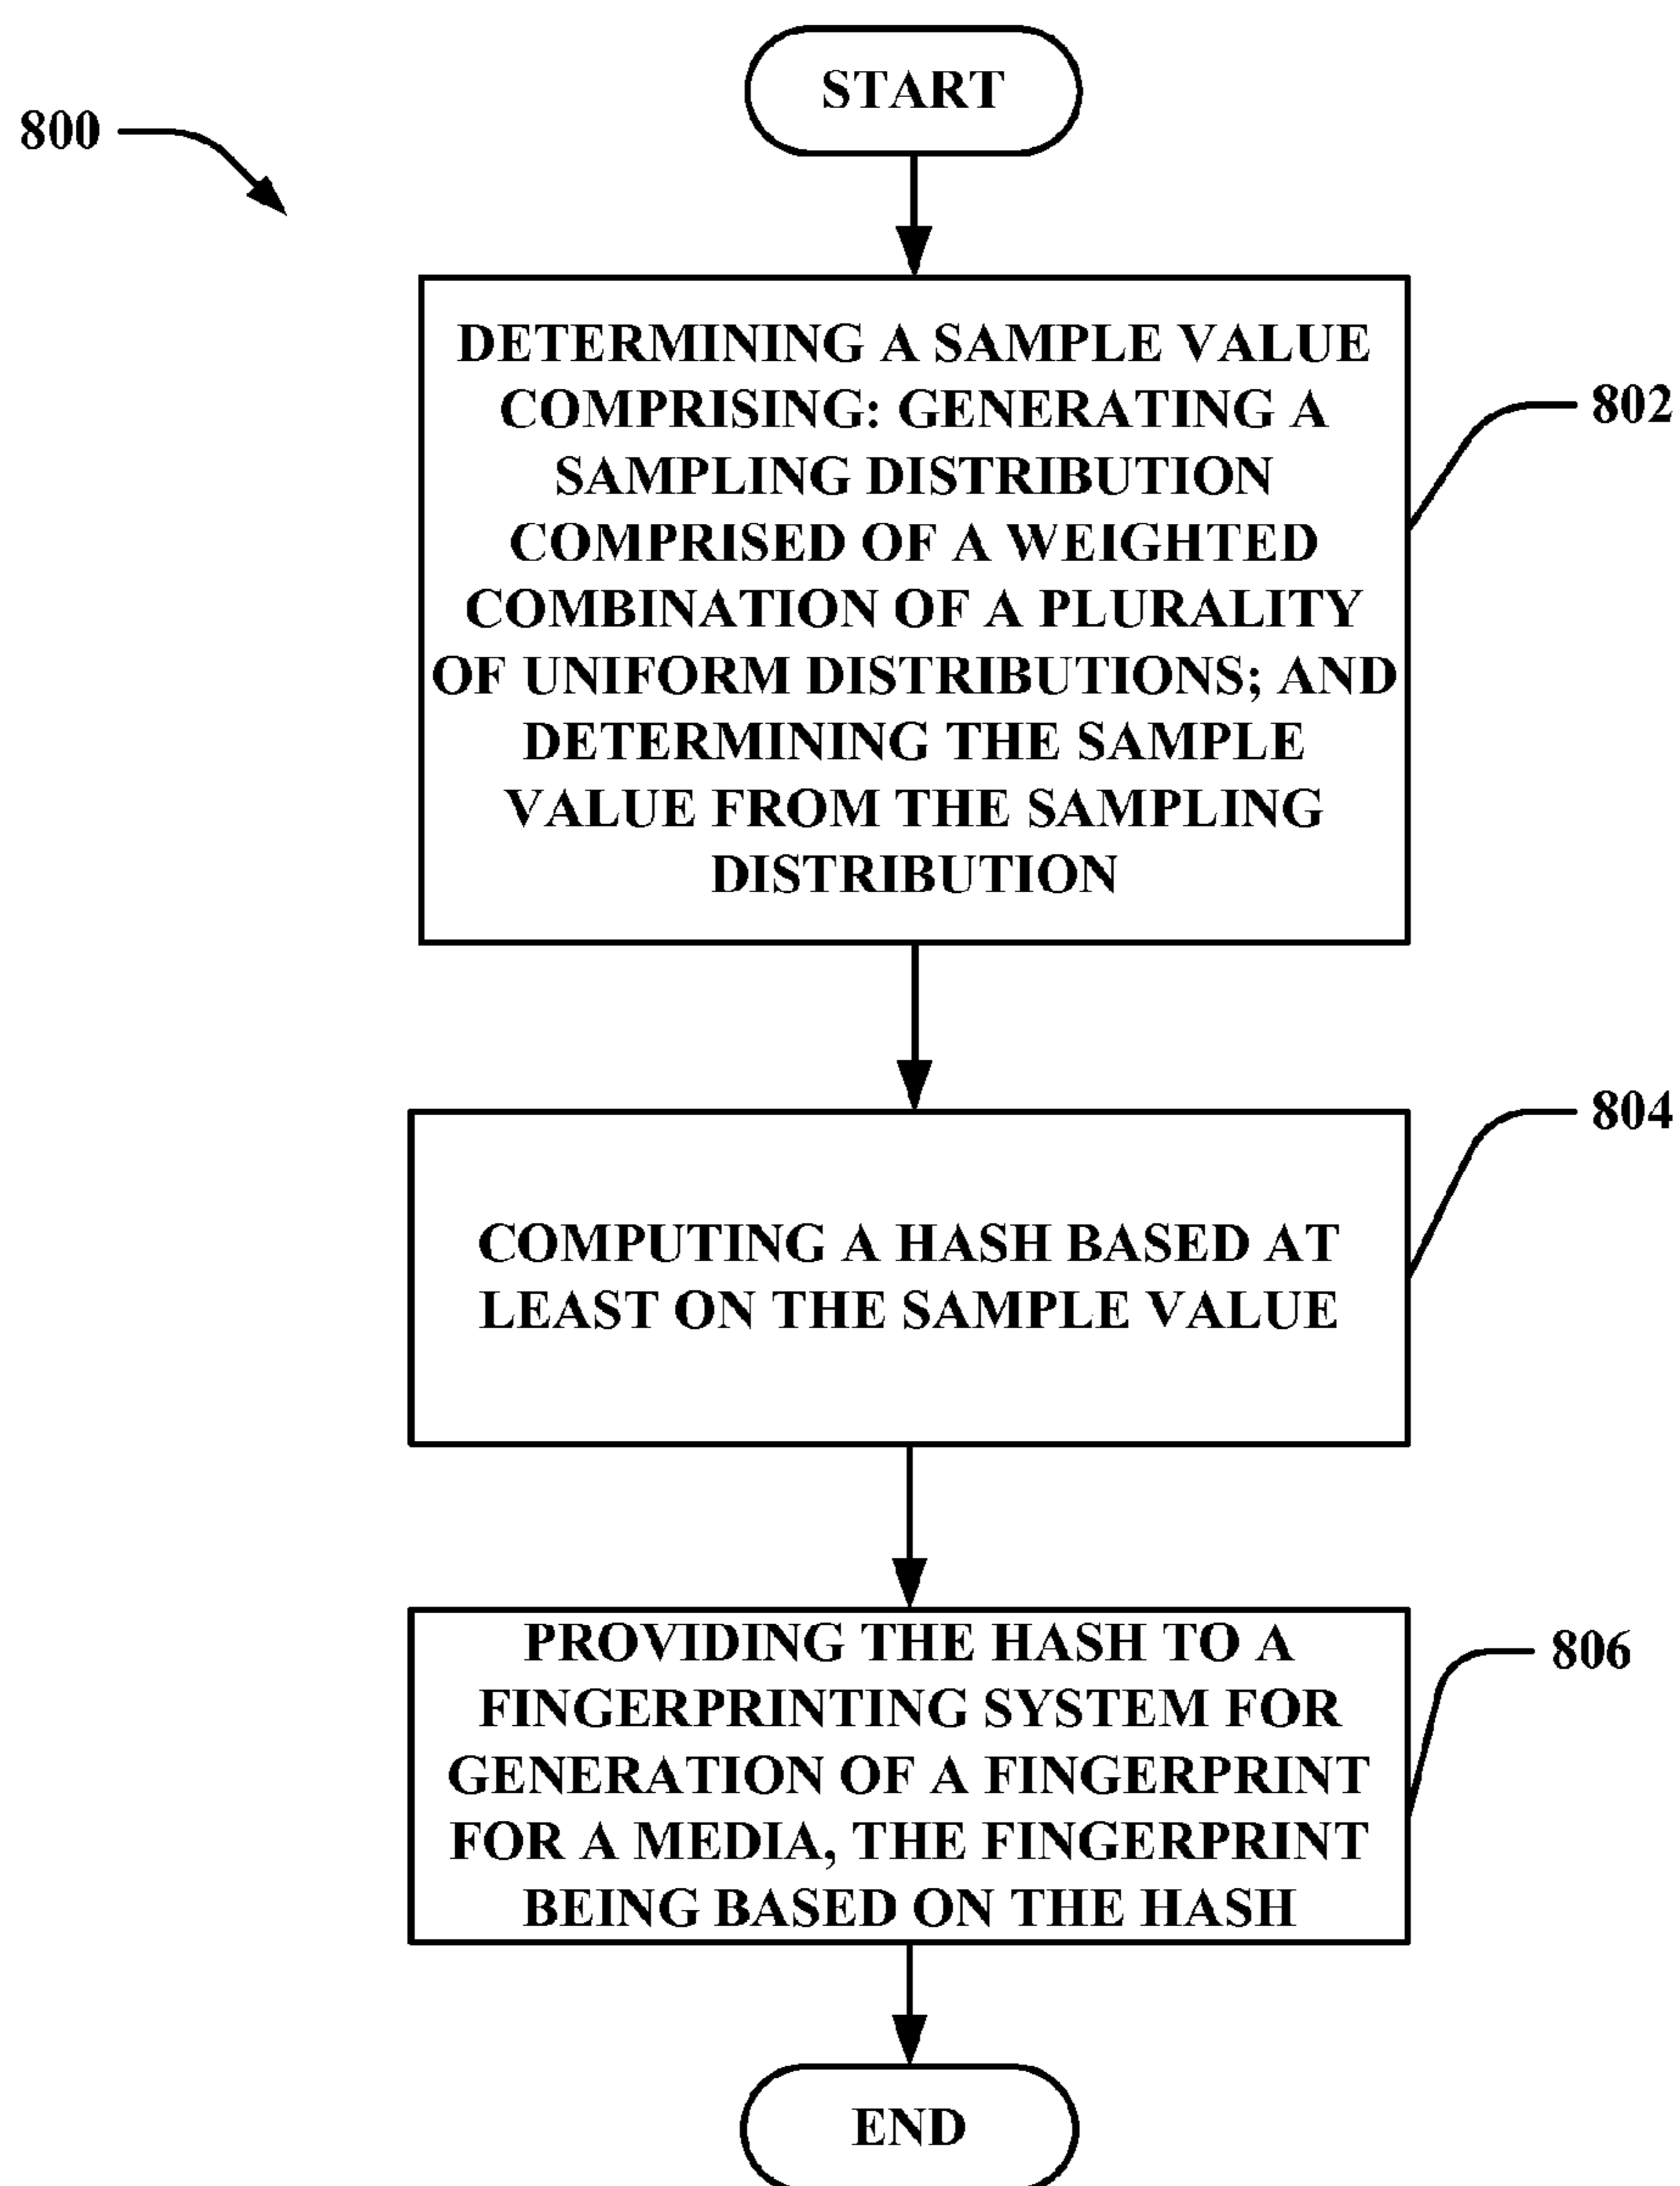 START
800
DETERMINING A SAMPLE VALUE
COMPRISING: GENERATING A
SAMPLING DISTRIBUTION
COMPRISED OF A WEIGHTED
COMBINATION OF A PLURALITY
OF UNIFORM DISTRIBUTIONS; AND
DETERMINING THE SAMPLE
VALUE FROM THE SAMPLING
DISTRIBUTION
802
COMPUTING A HASH BASED AT
LEAST ON THE SAMPLE VALUE
804
PROVIDING THE HASH TO A
FINGERPRINTING SYSTEM FOR
GENERATION OF A FINGERPRINT
FOR A MEDIA, THE FINGERPRINT
BEING BASED ON THE HASH
806
END